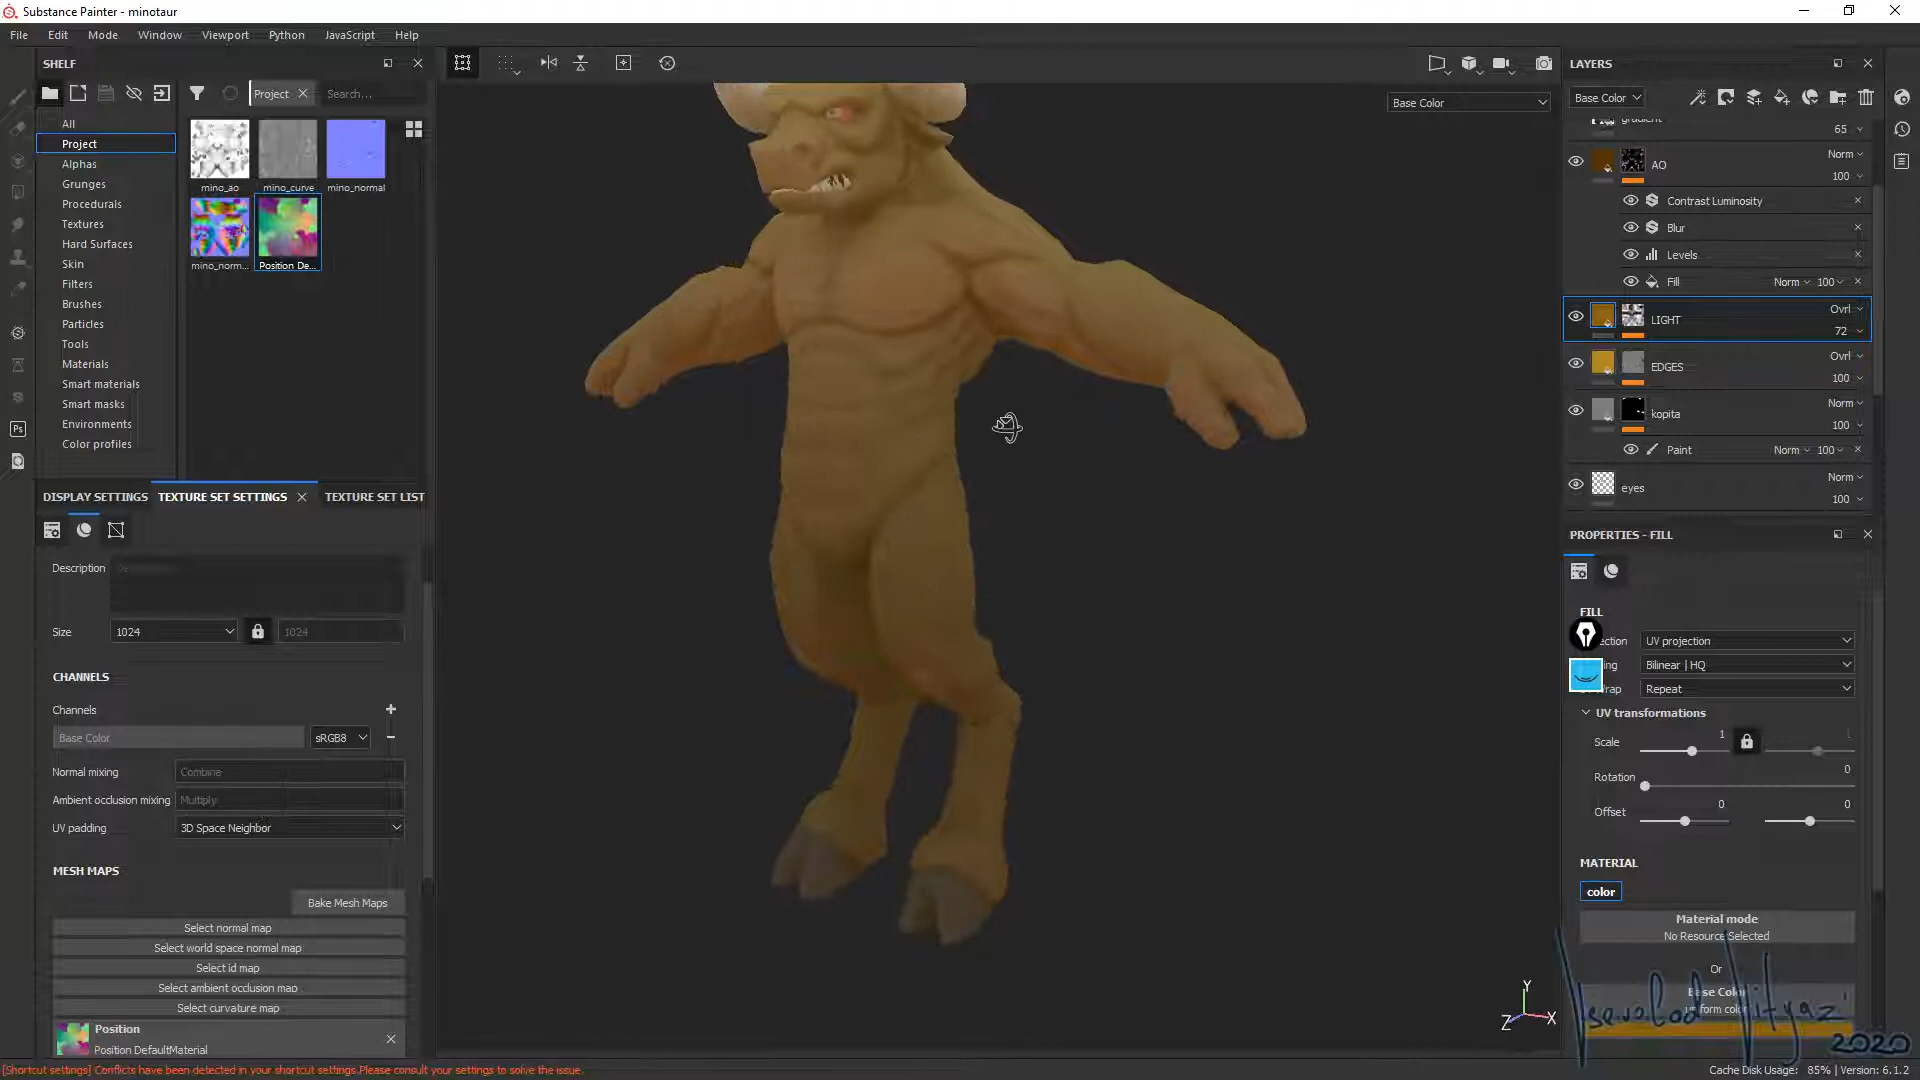 Substance Painter - minotaur
File Edit Mode Window Viewport Python JavaScript Help
SHELF
Project
Search...
All
Project
Alphas
Grunges
Procedurals
Textures
Hard Surfaces
Skin
Filters
Brushes
Particles
Tools
Materials
Smart materials
Smart masks
Environments
Color profiles
mino_ao mino_curve mino_normal
mino_norm... Position De...
Ps
DISPLAY SETTINGS TEXTURE SET SETTINGS TEXTURE SET LIST
Description
Size 1024 1024
CHANNELS
Channels
Base Color sRGB8
Normal mixing Combine
Ambient occlusion mixing Multiply
UV padding 3D Space Neighbor
MESH MAPS
Bake Mesh Maps
Select normal map
Select world space normal map
Select id map
Select ambient occlusion map
Select curvature map
Position
Position DefaultMaterial
[Shortcut settings] Conflicts have been detected in your shortcut settings.Please consult your settings to solve the issue.
Base Color
Y
Z X
LAYERS
Base Color
gradient
65
AO Norm
100
Contrast Luminosity
Blur
Levels
Fill Norm 100
LIGHT Ovrl
72
EDGES Ovrl
100
kopita Norm
100
Paint Norm 100
eyes Norm
100
PROPERTIES - FILL
FILL
UV projection
Bilinear | HQ
Wrap Repeat
UV transformations
Scale 1 1
Rotation 0
Offset 0 0
MATERIAL
color
Material mode
No Resource Selected
Or
Base Color
uniform color
2020
Cache Disk Usage: 85% | Version: 6.1.2